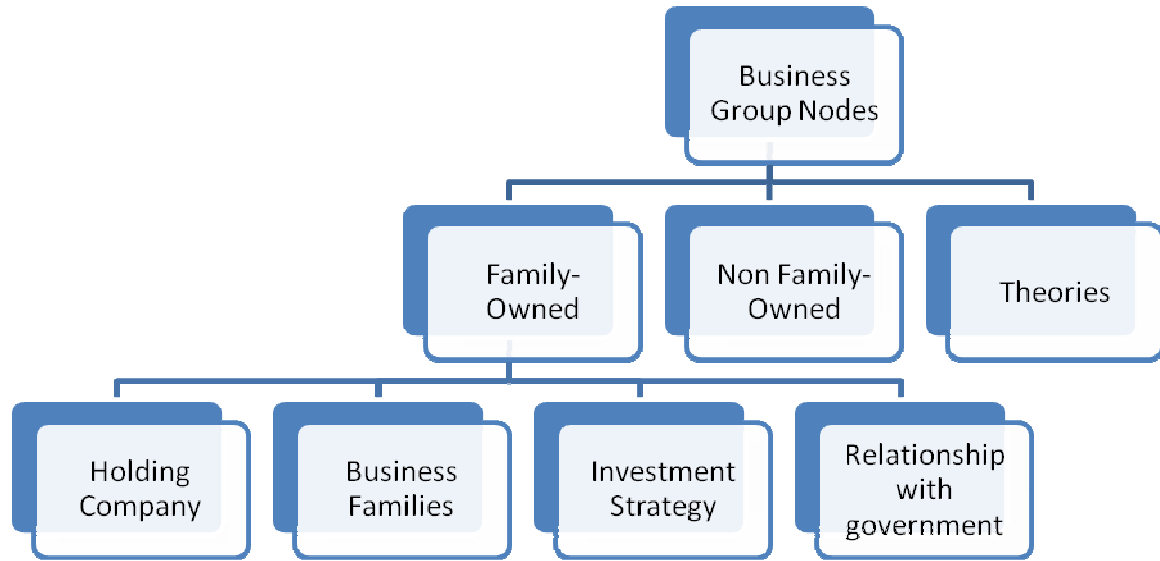 Business
Group Nodes
Family-
Owned
Non Family-
Owned
Theories
Holding
Company
Business
Families
Investment
Strategy
Relationship
with
government